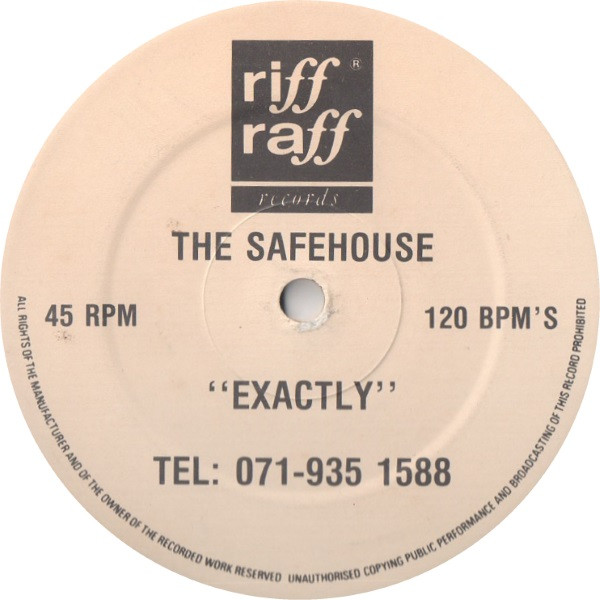 riff ®
raff
records
THE SAFEHOUSE
45 RPM
120 BPM'S
"EXACTLY"
TEL: 071-935 1588
ALL RIGHTS OF THE MANUFACTURER AND OF THE OWNER OF THE RECORDED WORK RESERVED UNAUTHORISED COPYING PUBLIC PERFORMANCE AND BROADCASTING OF THIS RECORD PROHIBITED